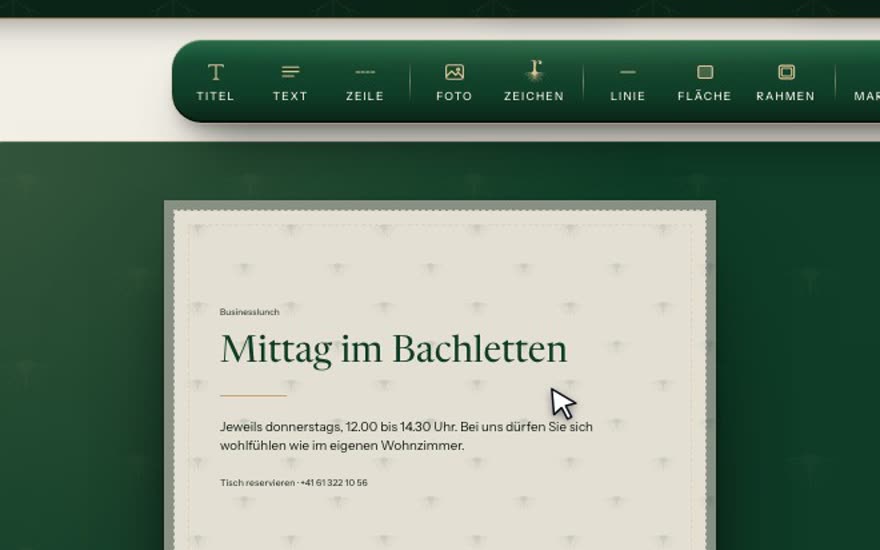 TITEL TEXT ZEILE FOTO ZEICHEN LINIE FLÄCHE RAHMEN
Businesslunch
Mittag im Bachletten
Jeweils donnerstags, 12.00 bis 14.30 Uhr. Bei uns dürfen Sie sich
wohlfühlen wie im eigenen Wohnzimmer.
Tisch reservieren · +41 61 322 10 56